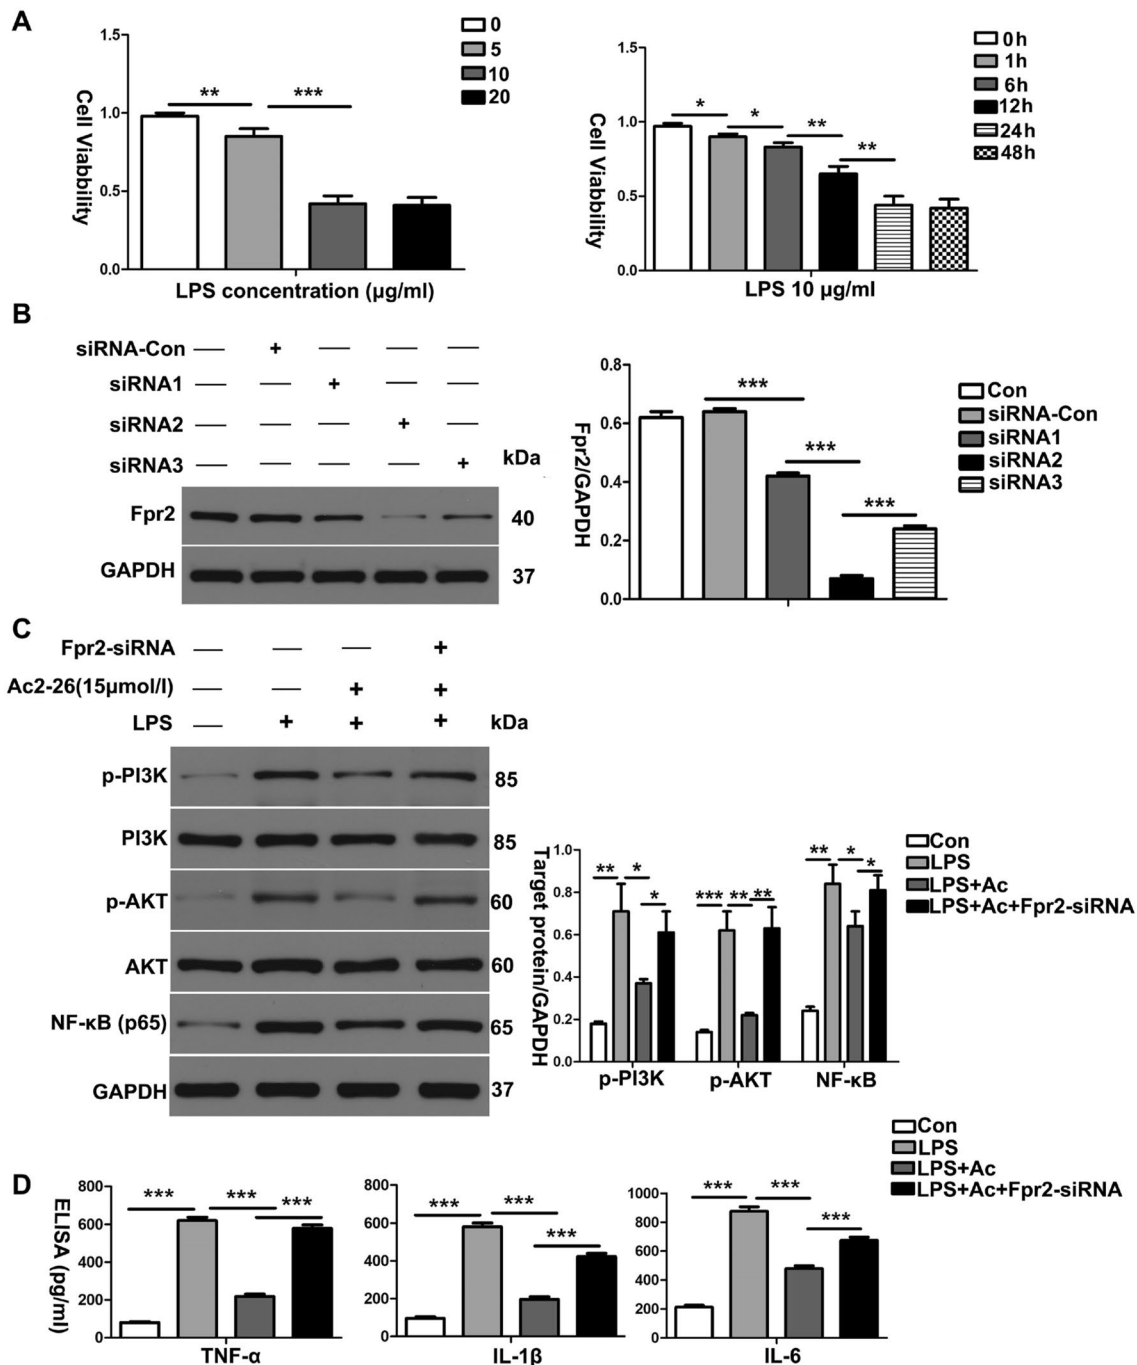 A
1.5
1.0
0.5
0.0
Cell Viabbility
**
***
LPS concentration (μg/ml)
0
5
10
20
1.5
1.0
0.5
0.0
Cell Viabbility
*
*
**
**
LPS 10 μg/ml
0h
1h
6h
12h
24h
48h
B
siRNA-Con — + — — —
siRNA1 — — + — —
siRNA2 — — — + —
siRNA3 — — — — + kDa
Fpr2 40
GAPDH 37
0.8
0.6
0.4
0.2
0.0
Fpr2/GAPDH
***
***
***
Con
siRNA-Con
siRNA1
siRNA2
siRNA3
C
Fpr2-siRNA — — — +
Ac2-26(15μmol/l) — — + +
LPS — + + + kDa
p-PI3K 85
PI3K 85
p-AKT 60
AKT 60
NF-κB (p65) 65
GAPDH 37
1.0
0.8
0.6
0.4
0.2
0.0
Target protein/GAPDH
** * *
*** ** **
** * *
p-PI3K p-AKT NF-κB
Con
LPS
LPS+Ac
LPS+Ac+Fpr2-siRNA
D
Con
LPS
LPS+Ac
LPS+Ac+Fpr2-siRNA
ELISA (pg/ml)
800
600
400
200
0
*** *** ***
TNF-α
800
600
400
200
0
*** *** ***
IL-1β
1000
800
600
400
200
0
*** *** ***
IL-6